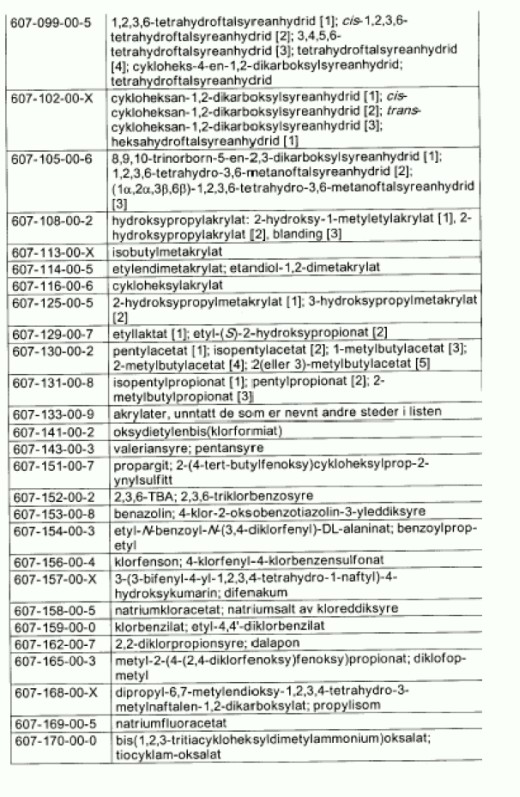 607-099-00-5 1,2,3,6-tetrahydroftalsyreanhydrid [1]; cis-1,2,3,6-
tetrahydroftalsyreanhydrid [2]; 3,4,5,6-
tetrahydroftalsyreanhydrid [3]; tetrahydroftalsyreanhydrid
[4]; cykloheks-4-en-1,2-dikarboksylsyreanhydrid;
tetrahydroftalsyreanhydrid
607-102-00-X cykloheksan-1,2-dikarboksylsyreanhydrid [1]; cis-
cykloheksan-1,2-dikarboksylsyreanhydrid [2]; trans-
cykloheksan-1,2-dikarboksylsyreanhydrid [3];
heksahydroftalsyreanhydrid [1]
607-105-00-6 8,9,10-trinorborn-5-en-2,3-dikarboksylsyreanhydrid [1];
1,2,3,6-tetrahydro-3,6-metanoftalsyreanhydrid [2];
(1α,2α,3β,6β)-1,2,3,6-tetrahydro-3,6-metanoftalsyreanhydrid
[3]
607-108-00-2 hydroksypropylakrylat: 2-hydroksy-1-metyletylakrylat [1], 2-
hydroksypropylakrylat [2], blanding [3]
607-113-00-X isobutylmetakrylat
607-114-00-5 etylendimetakrylat; etandiol-1,2-dimetakrylat
607-116-00-6 cykloheksylakrylat
607-125-00-5 2-hydroksypropylmetakrylat [1]; 3-hydroksypropylmetakrylat
[2]
607-129-00-7 etyllaktat [1]; etyl-(S)-2-hydroksypropionat [2]
607-130-00-2 pentylacetat [1]; isopentylacetat [2]; 1-metylbutylacetat [3];
2-metylbutylacetat [4]; 2(eller 3)-metylbutylacetat [5]
607-131-00-8 isopentylpropionat [1]; pentylpropionat [2]; 2-
metylbutylpropionat [3]
607-133-00-9 akrylater, unntatt de som er nevnt andre steder i listen
607-141-00-2 oksydietylenbis(klorformiat)
607-143-00-3 valeriansyre; pentansyre
607-151-00-7 propargit; 2-(4-tert-butylfenoksy)cykloheksylprop-2-
ynylsulfitt
607-152-00-2 2,3,6-TBA; 2,3,6-triklorbenzosyre
607-153-00-8 benazolin; 4-klor-2-oksobenzotiazolin-3-yleddiksyre
607-154-00-3 etyl-N-benzoyl-N-(3,4-diklorfenyl)-DL-alaninat; benzoylprop-
etyl
607-156-00-4 klorfenson; 4-klorfenyl-4-klorbenzensulfonat
607-157-00-X 3-(3-bifenyl-4-yl-1,2,3,4-tetrahydro-1-naftyl)-4-
hydroksykumarin; difenakum
607-158-00-5 natriumkloracetat; natriumsalt av kloreddiksyre
607-159-00-0 klorbenzilat; etyl-4,4'-diklorbenzilat
607-162-00-7 2,2-diklorpropionsyre; dalapon
607-165-00-3 metyl-2-(4-(2,4-diklorfenoksy)fenoksy)propionat; diklofop-
metyl
607-168-00-X dipropyl-6,7-metylendioksy-1,2,3,4-tetrahydro-3-
metylnaftalen-1,2-dikarboksylat; propylisom
607-169-00-5 natriumfluoracetat
607-170-00-0 bis(1,2,3-tritiacykloheksyldimetylammonium)oksalat;
tiocyklam-oksalat